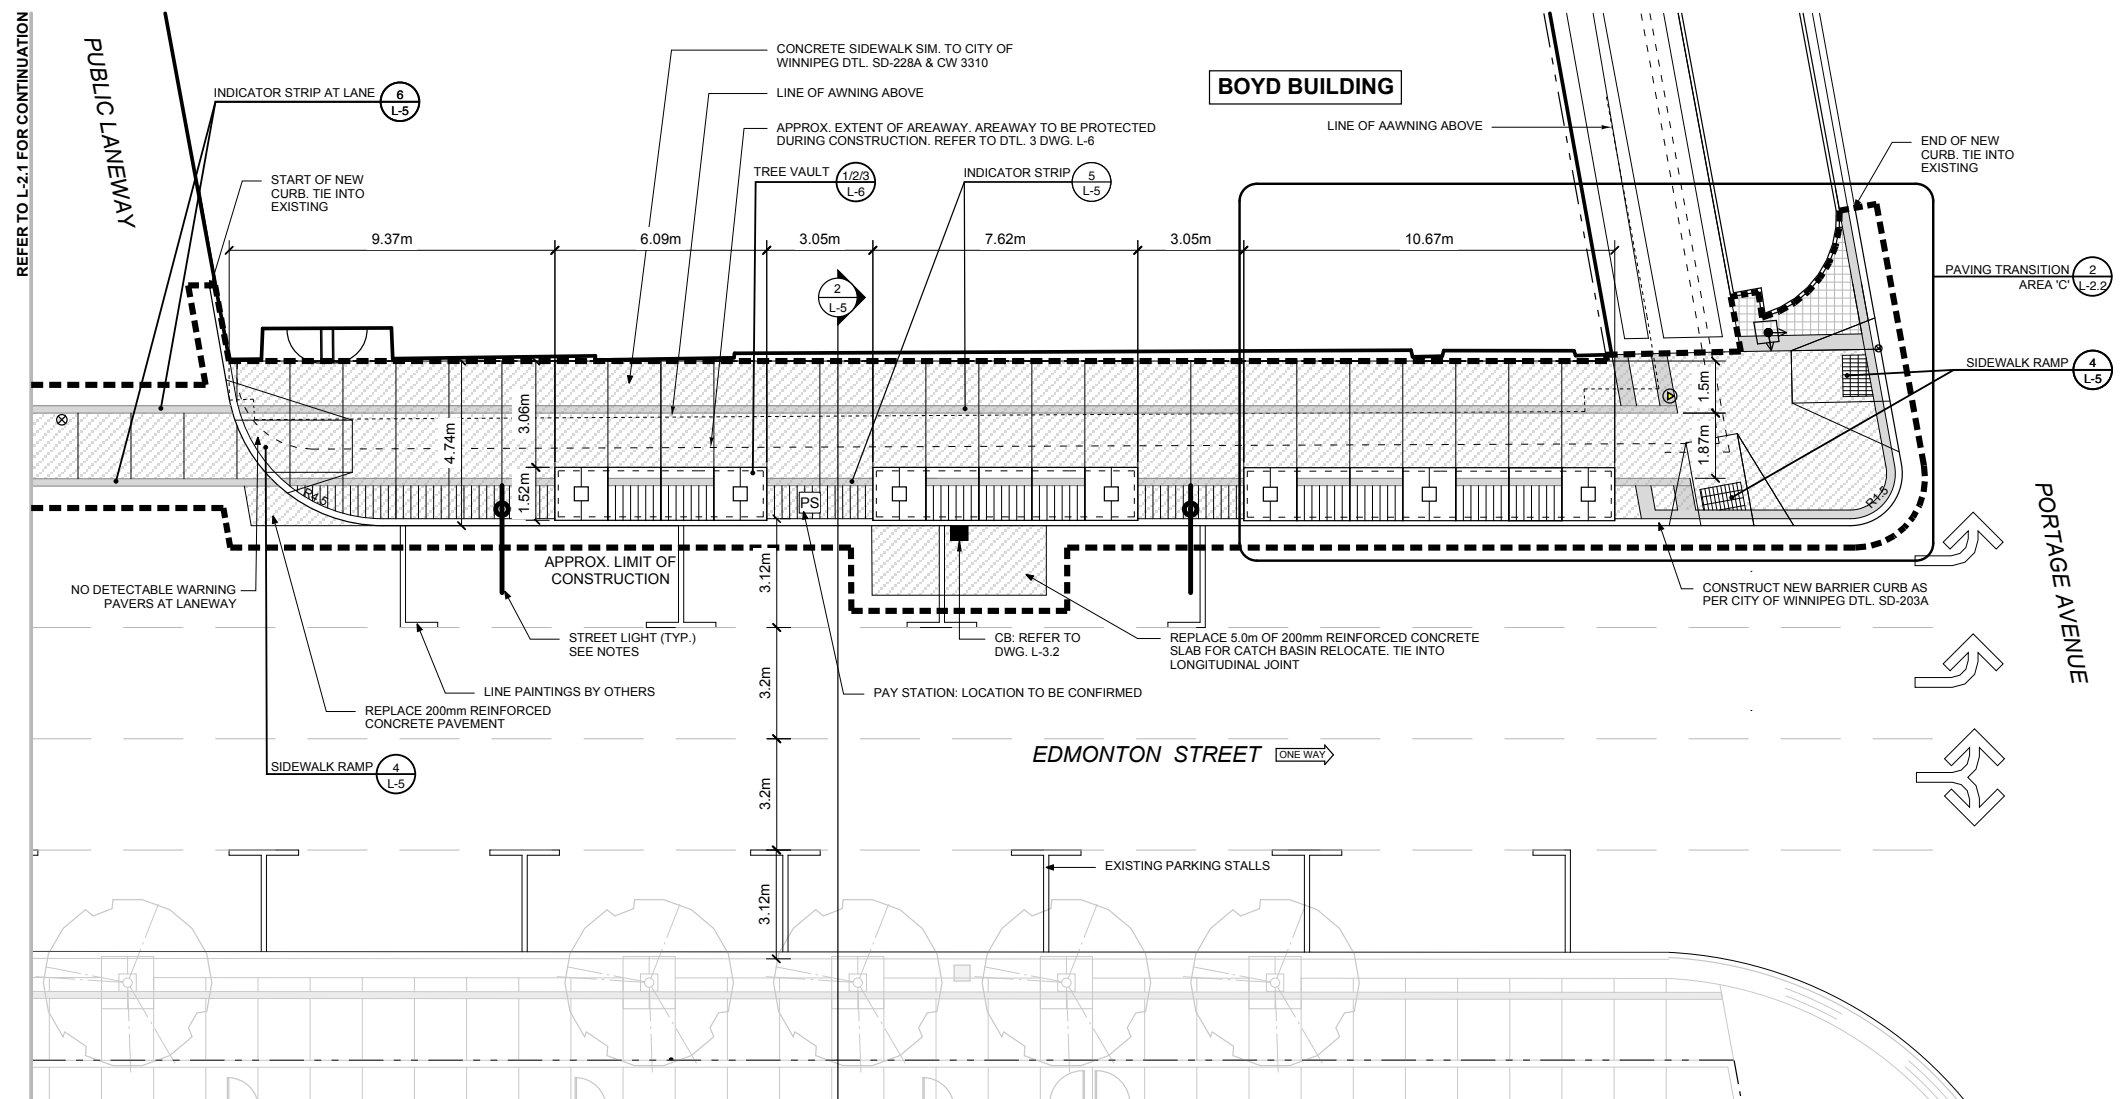 REFER TO L-2.1 FOR CONTINUATION
PUBLIC LANEWAY
INDICATOR STRIP AT LANE
6
L-5
START OF NEW
CURB. TIE INTO
EXISTING
CONCRETE SIDEWALK SIM. TO CITY OF
WINNIPEG DTL. SD-228A & CW 3310
LINE OF AWNING ABOVE
APPROX. EXTENT OF AREAWAY. AREAWAY TO BE PROTECTED
DURING CONSTRUCTION. REFER TO DTL. 3 DWG. L-6
TREE VAULT
1/2/3
L-6
INDICATOR STRIP
5
L-5
BOYD BUILDING
LINE OF AAWNING ABOVE
END OF NEW
CURB. TIE INTO
EXISTING
9.37m
6.09m
3.05m
7.62m
3.05m
10.67m
2
L-5
PAVING TRANSITION
AREA 'C'
2
L-2.2
SIDEWALK RAMP
4
L-5
4.74m
3.06m
1.52m
1.5m
1.87m
R4.5
PS
R1.5
NO DETECTABLE WARNING
PAVERS AT LANEWAY
APPROX. LIMIT OF
CONSTRUCTION
3.12m
STREET LIGHT (TYP.)
SEE NOTES
CB: REFER TO
DWG. L-3.2
REPLACE 5.0m OF 200mm REINFORCED CONCRETE
SLAB FOR CATCH BASIN RELOCATE. TIE INTO
LONGITUDINAL JOINT
CONSTRUCT NEW BARRIER CURB AS
PER CITY OF WINNIPEG DTL. SD-203A
PORTAGE AVENUE
LINE PAINTINGS BY OTHERS
PAY STATION: LOCATION TO BE CONFIRMED
REPLACE 200mm REINFORCED
CONCRETE PAVEMENT
3.2m
SIDEWALK RAMP
4
L-5
EDMONTON STREET
ONE WAY
3.2m
EXISTING PARKING STALLS
3.12m